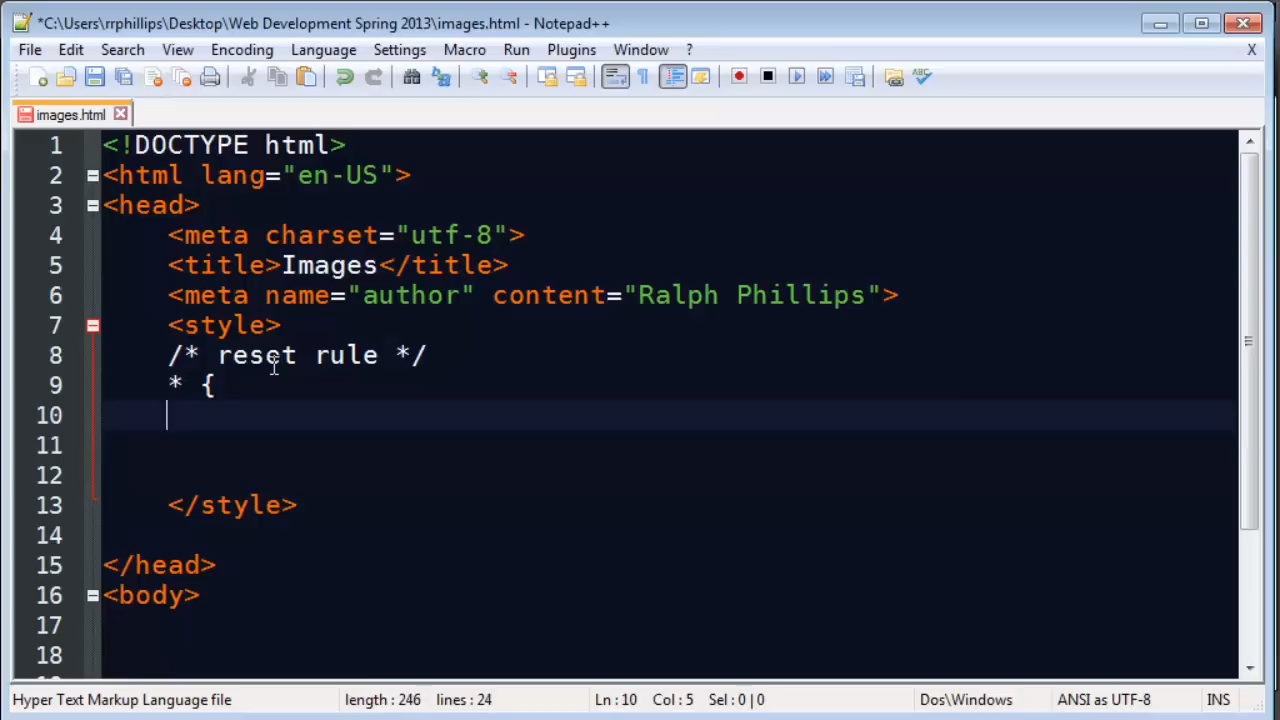 *C:\Users\rrphillips\Desktop\Web Development Spring 2013\images.html - Notepad++
File Edit Search View Encoding Language Settings Macro Run Plugins Window ? X
images.html
1 <!DOCTYPE html>
2 <html lang="en-US">
3 <head>
4 <meta charset="utf-8">
5 <title>Images</title>
6 <meta name="author" content="Ralph Phillips">
7 <style>
8 /* reset rule */
9 * {
10
11
12
13 </style>
14
15 </head>
16 <body>
17
18
Hyper Text Markup Language file length : 246 lines : 24 Ln : 10 Col : 5 Sel : 0 | 0 Dos\Windows ANSI as UTF-8 INS